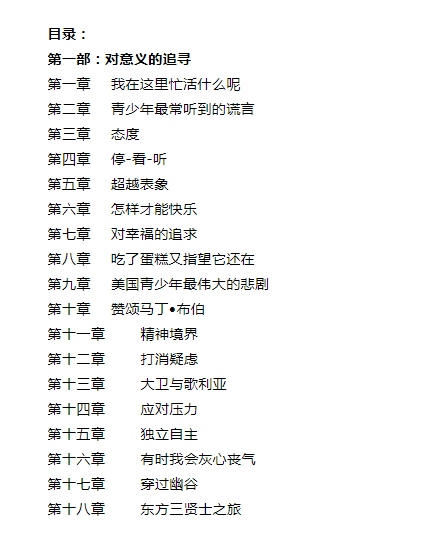 目录：
第一部：对意义的追寻
第一章 我在这里忙活什么呢
第二章 青少年最常听到的谎言
第三章 态度
第四章 停-看-听
第五章 超越表象
第六章 怎样才能快乐
第七章 对幸福的追求
第八章 吃了蛋糕又指望它还在
第九章 美国青少年最伟大的悲剧
第十章 赞颂马丁•布伯
第十一章 精神境界
第十二章 打消疑虑
第十三章 大卫与歌利亚
第十四章 应对压力
第十五章 独立自主
第十六章 有时我会灰心丧气
第十七章 穿过幽谷
第十八章 东方三贤士之旅